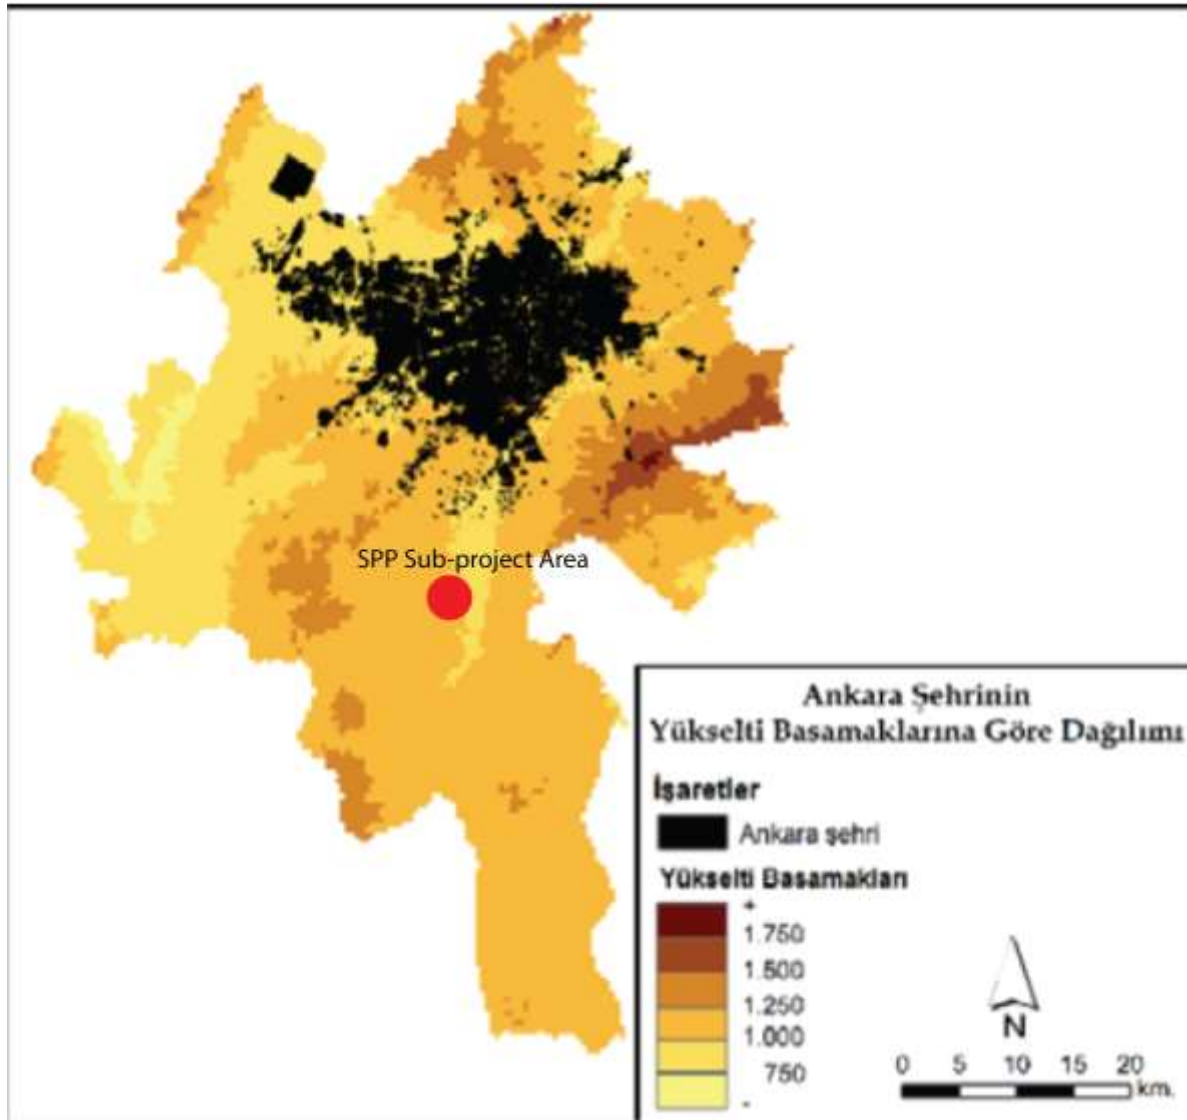 SPP Sub-project Area
Ankara Şehrinin
Yükselti Basamaklarına Göre Dağılımı
İşaretler
Ankara şehri
Yükselti Basamakları
+
1.750
1.500
1.250
1.000
750
-
N
0 5 10 15 20
km.